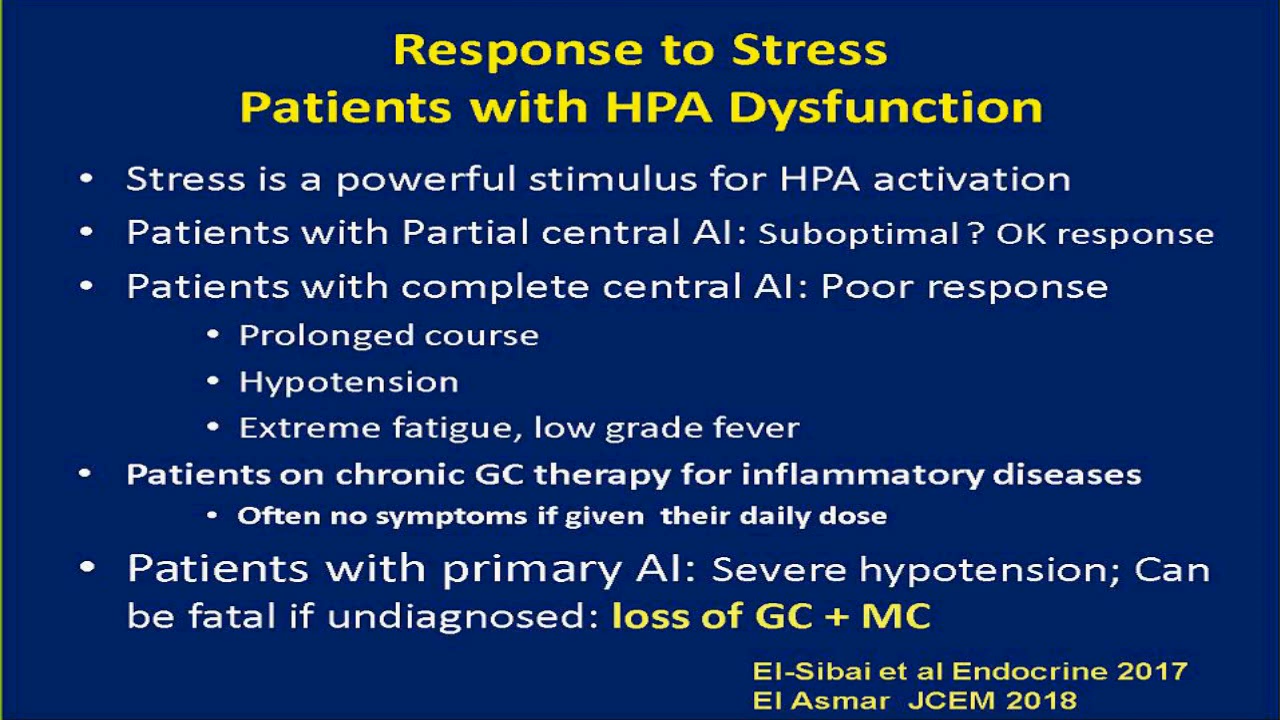 Response to Stress
Patients with HPA Dysfunction
• Stress is a powerful stimulus for HPA activation
• Patients with Partial central AI: Suboptimal ? OK response
• Patients with complete central AI: Poor response
• Prolonged course
• Hypotension
• Extreme fatigue, low grade fever
• Patients on chronic GC therapy for inflammatory diseases
• Often no symptoms if given their daily dose
• Patients with primary AI: Severe hypotension; Can
be fatal if undiagnosed: loss of GC + MC
El-Sibai et al Endocrine 2017
El Asmar JCEM 2018